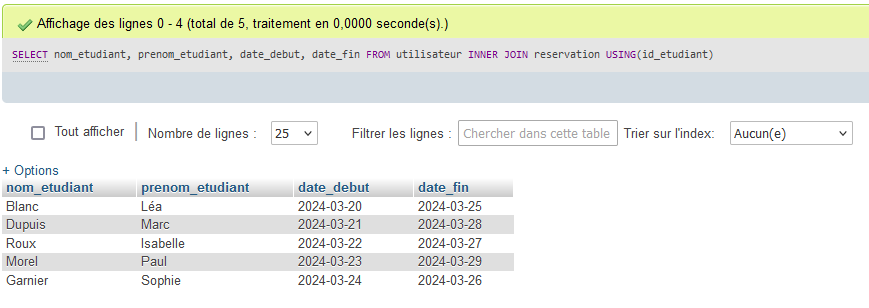 Affichage des lignes 0 - 4 (total de 5, traitement en 0,0000 seconde(s).)
SELECT nom_etudiant, prenom_etudiant, date_debut, date_fin FROM utilisateur INNER JOIN reservation USING(id_etudiant)
Tout afficher Nombre de lignes : 25 Filtrer les lignes : Chercher dans cette table Trier sur l'index: Aucun(e)
+ Options
nom_etudiant prenom_etudiant date_debut date_fin
Blanc Léa 2024-03-20 2024-03-25
Dupuis Marc 2024-03-21 2024-03-28
Roux Isabelle 2024-03-22 2024-03-27
Morel Paul 2024-03-23 2024-03-29
Garnier Sophie 2024-03-24 2024-03-26